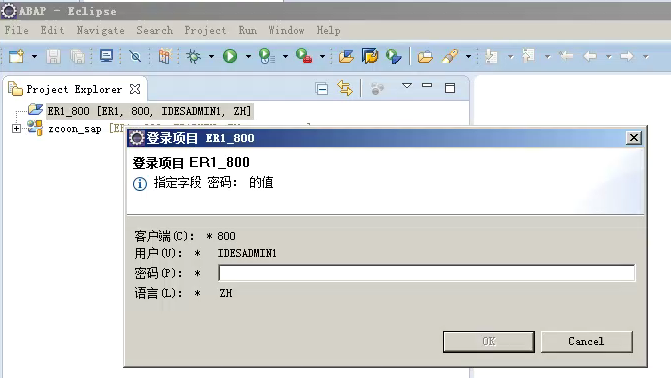 ABAP - Eclipse
File Edit Navigate Search Project Run Window Help
Project Explorer
ER1_800 [ER1, 800, IDESADMIN1, ZH]
zcoon_sap
登录项目 ER1_800
登录项目 ER1_800
指定字段 密码: 的值
客户端(C): * 800
用户(U): * IDESADMIN1
密码(P): *
语言(L): * ZH
OK Cancel